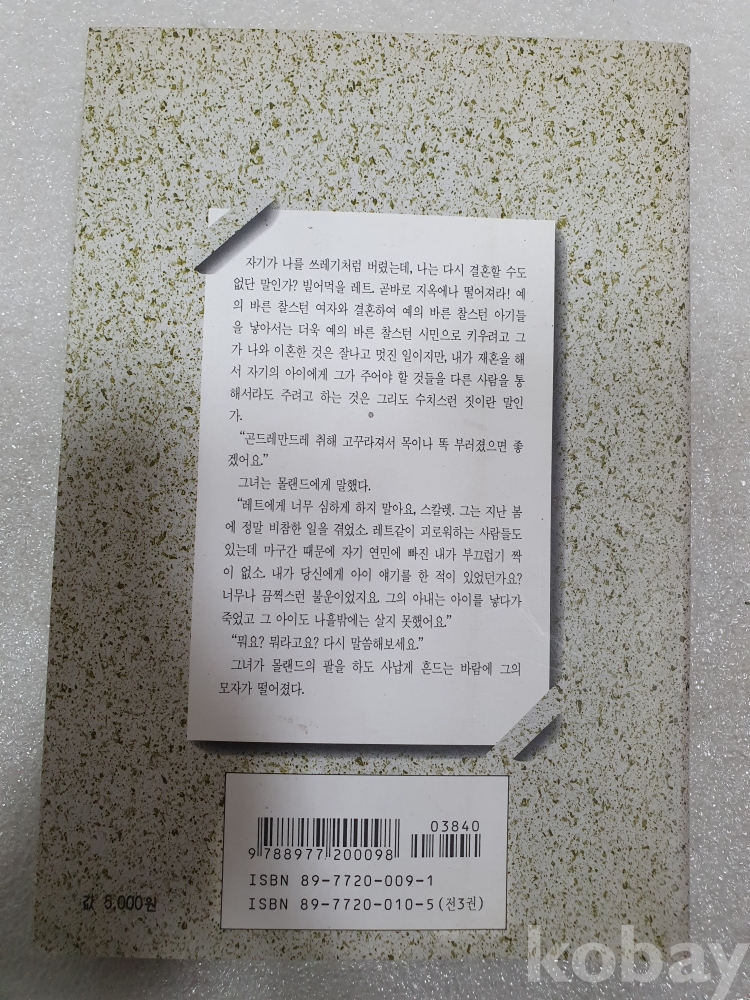 자기가 나를 쓰레기처럼 버렸는데, 나는 다시 결혼할 수도
없단 말인가? 빌어먹을 레트. 곧바로 지옥에나 떨어져라! 예
의 바른 찰스턴 여자와 결혼하여 예의 바른 찰스턴 아기들
을 낳아서는 더욱 예의 바른 찰스턴 시민으로 키우려고 그
가 나와 이혼한 것은 잘나고 멋진 일이지만, 내가 재혼을 해
서 자기의 아이에게 그가 주어야 할 것들을 다른 사람을 통
해서라도 주려고 하는 것은 그리도 수치스런 짓이란 말인
가.
“곤드레만드레 취해 고꾸라져서 목이나 똑 부러졌으면 좋
겠어요.”
그녀는 몰랜드에게 말했다.
“레트에게 너무 심하게 하지 말아요, 스칼렛. 그는 지난 봄
에 정말 비참한 일을 겪었소. 레트같이 괴로워하는 사람들도
있는데 마구간 때문에 자기 연민에 빠진 내가 부끄럽기 짝
이 없소. 내가 당신에게 아이 얘기를 한 적이 있었던가요?
너무나 끔찍스런 불운이었지요. 그의 아내는 아이를 낳다가
죽었고 그 아이도 나흘밖에는 살지 못했어요.”
“뭐요? 뭐라고요? 다시 말씀해보세요.”
그녀가 몰랜드의 팔을 하도 사납게 흔드는 바람에 그의
모자가 떨어졌다.
03840
9 788977 200098
ISBN 89-7720-009-1
ISBN 89-7720-010-5 (전3권)
값 5,000원
kobay